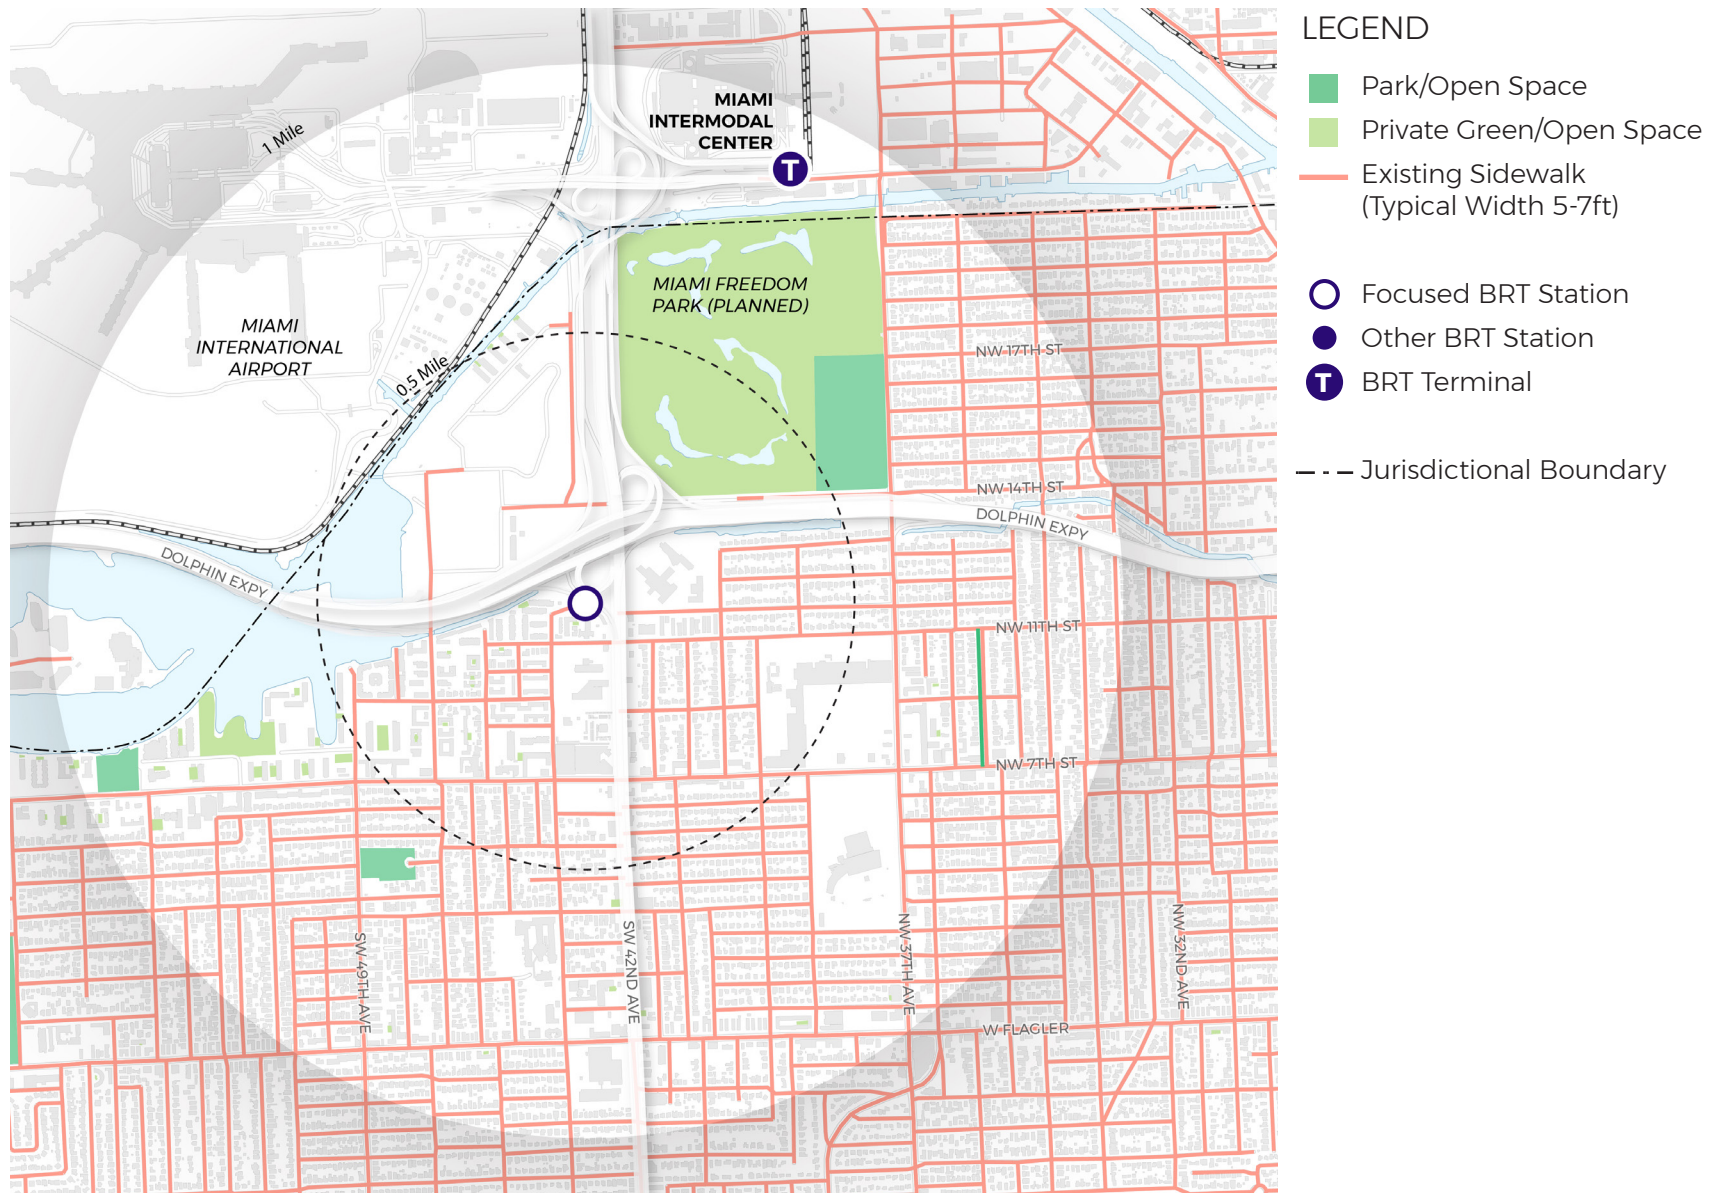 MIAMI
INTERMODAL
CENTER
T
1 Mile
MIAMI FREEDOM
PARK (PLANNED)
MIAMI
INTERNATIONAL
AIRPORT
0.5 Mile
NW 17TH ST
NW 14TH ST
DOLPHIN EXPY
DOLPHIN EXPY
NW 11TH ST
NW 7TH ST
SW 49TH AVE
SW 42ND AVE
NW 37TH AVE
NW 32ND AVE
W FLAGLER
LEGEND
Park/Open Space
Private Green/Open Space
Existing Sidewalk
(Typical Width 5-7ft)
Focused BRT Station
Other BRT Station
T BRT Terminal
Jurisdictional Boundary